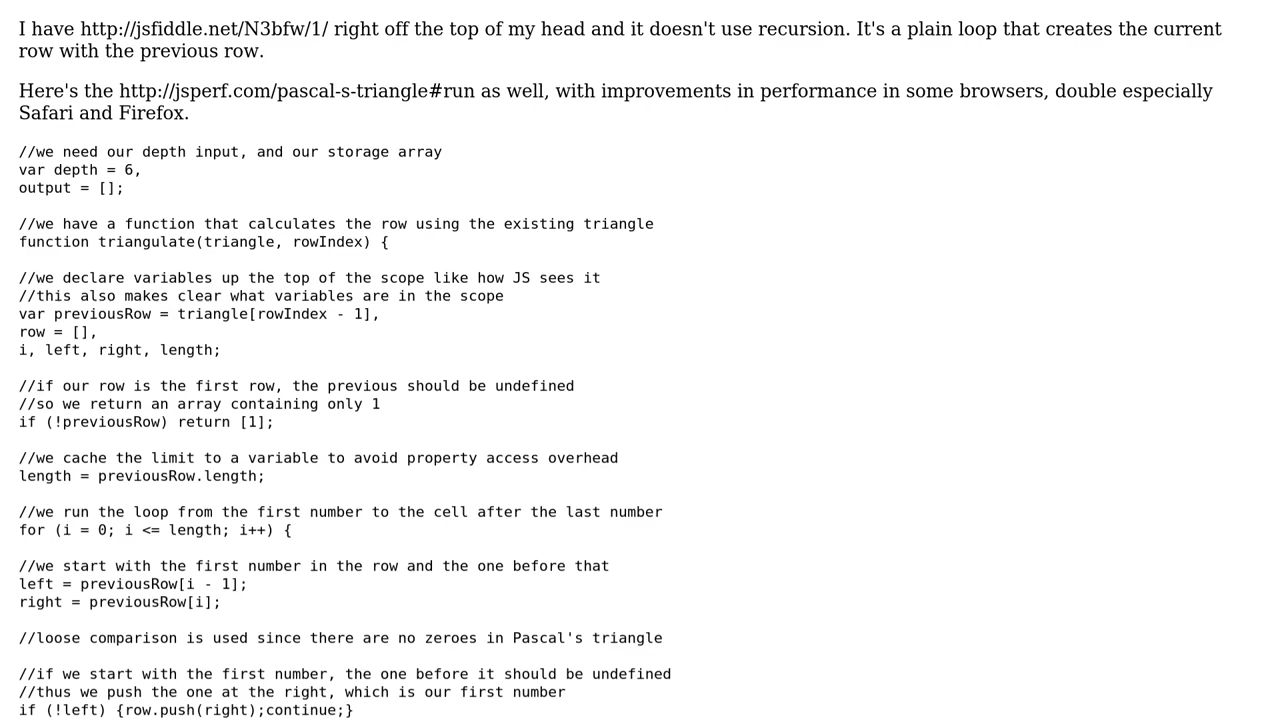 I have http://jsfiddle.net/N3bfw/1/ right off the top of my head and it doesn't use recursion. It's a plain loop that creates the current
row with the previous row.
Here's the http://jsperf.com/pascal-s-triangle#run as well, with improvements in performance in some browsers, double especially
Safari and Firefox.
//we need our depth input, and our storage array
var depth = 6,
output = [];
//we have a function that calculates the row using the existing triangle
function triangulate(triangle, rowIndex) {
//we declare variables up the top of the scope like how JS sees it
//this also makes clear what variables are in the scope
var previousRow = triangle[rowIndex - 1],
row = [],
i, left, right, length;
//if our row is the first row, the previous should be undefined
//so we return an array containing only 1
if (!previousRow) return [1];
//we cache the limit to a variable to avoid property access overhead
length = previousRow.length;
//we run the loop from the first number to the cell after the last number
for (i = 0; i <= length; i++) {
//we start with the first number in the row and the one before that
left = previousRow[i - 1];
right = previousRow[i];
//loose comparison is used since there are no zeroes in Pascal's triangle
//if we start with the first number, the one before it should be undefined
//thus we push the one at the right, which is our first number
if (!left) {row.push(right);continue;}